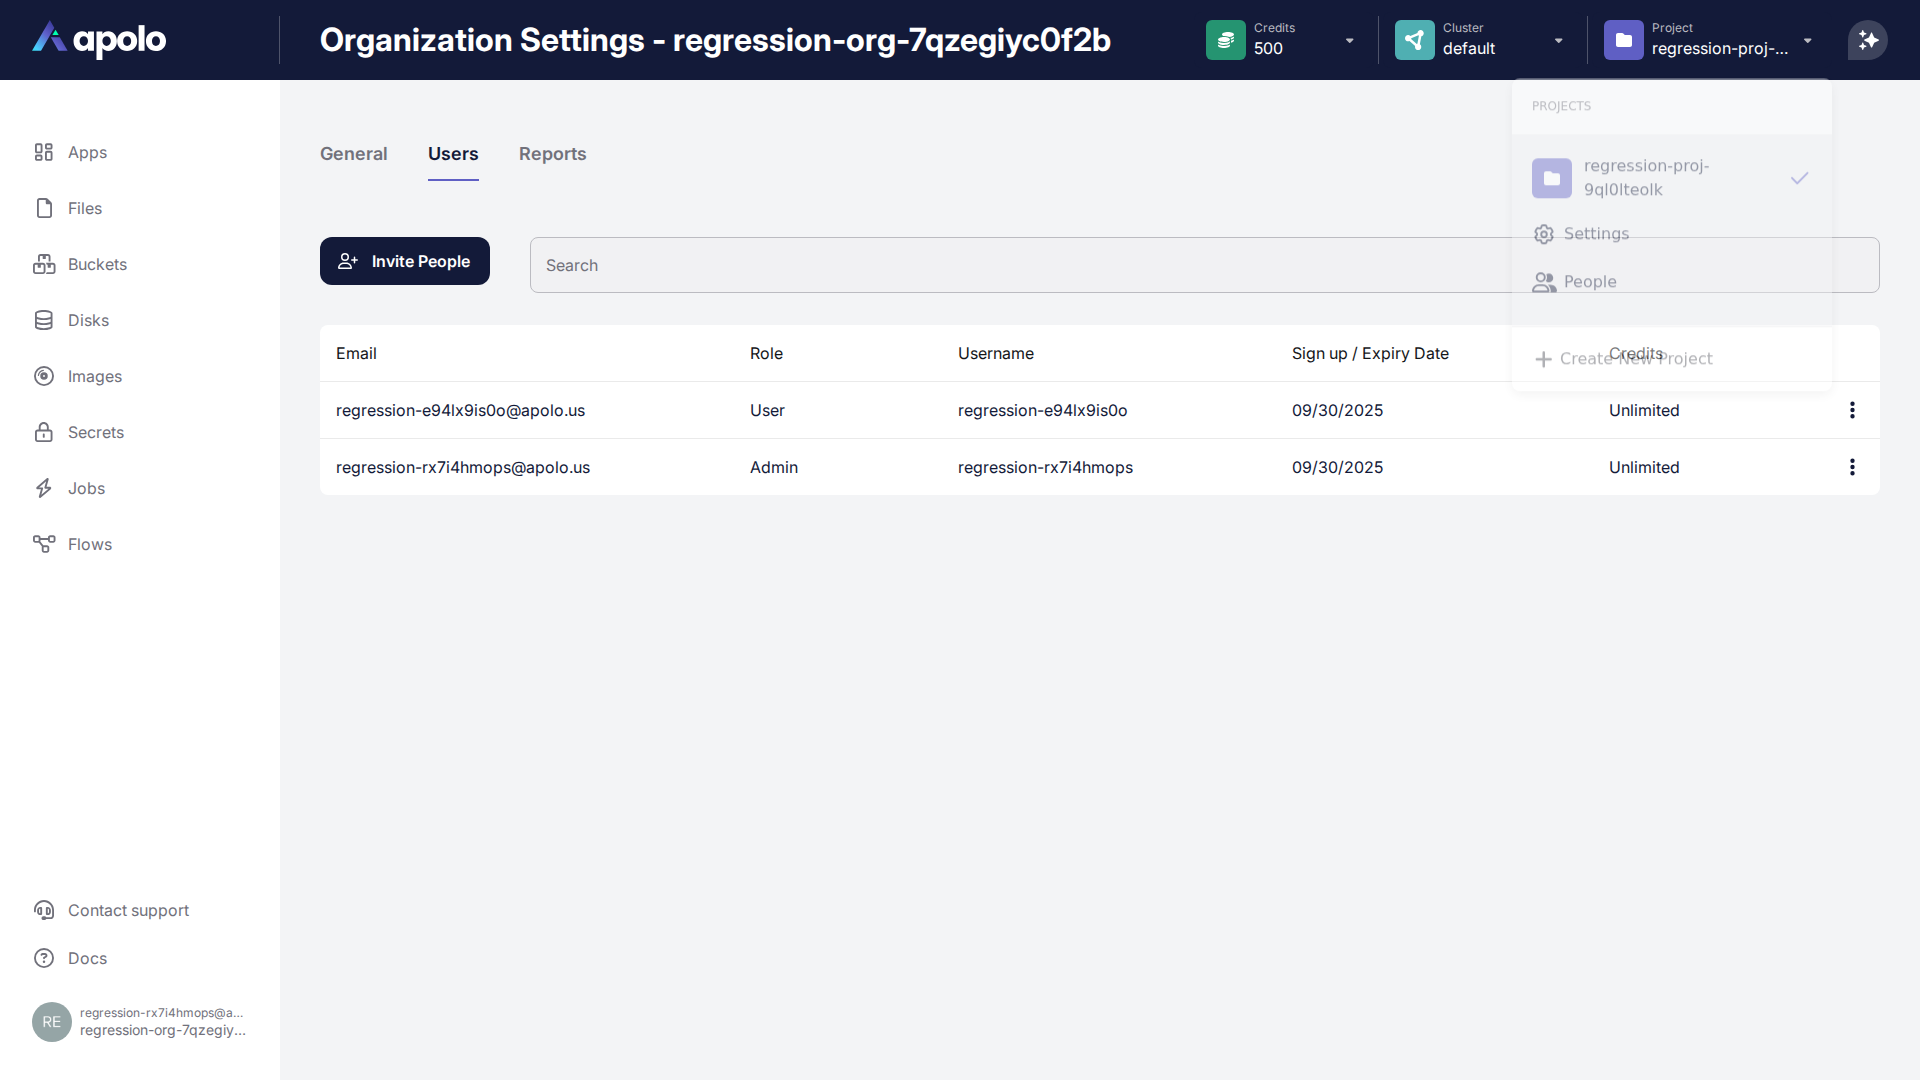 apolo
Organization Settings - regression-org-7qzegiyc0f2b
Credits
500
Cluster
default
Project
regression-proj-...
PROJECTS
regression-proj-
9ql0lteolk
Settings
People
Create New Project
Apps
Files
Buckets
Disks
Images
Secrets
Jobs
Flows
General Users Reports
Invite People
Search
Email Role Username Sign up / Expiry Date Credits
regression-e94lx9is0o@apolo.us User regression-e94lx9is0o 09/30/2025 Unlimited
regression-rx7i4hmops@apolo.us Admin regression-rx7i4hmops 09/30/2025 Unlimited
Contact support
Docs
RE
regression-rx7i4hmops@a...
regression-org-7qzegiy...